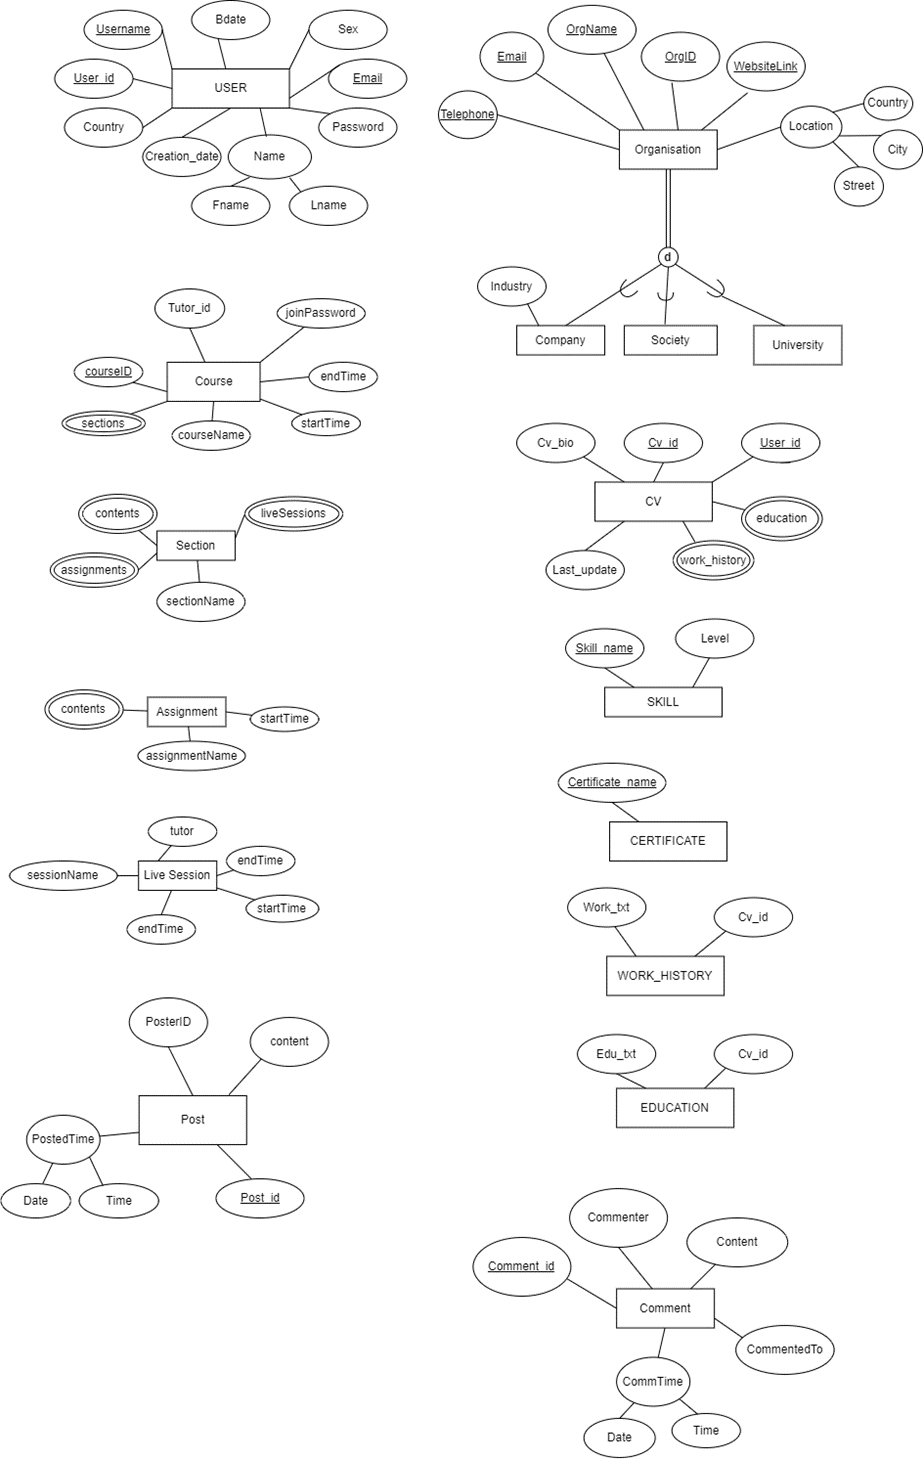 Bdate
Username
Sex
User_id
USER
Email
Country
Password
Creation_date
Name
Fname
Lname
OrgName
Email
OrgID
WebsiteLink
Telephone
Country
Location
Organisation
City
Street
d
Industry
Company
Society
University
Tutor_id
joinPassword
courseID
Course
endTime
sections
courseName
startTime
contents
liveSessions
Section
assignments
sectionName
contents
Assignment
startTime
assignmentName
tutor
endTime
sessionName
Live Session
startTime
endTime
PosterID
content
Post
PostedTime
Date
Time
Post_id
Cv_bio
Cv_id
User_id
CV
education
work_history
Last_update
Skill_name
Level
SKILL
Certificate_name
CERTIFICATE
Work_txt
Cv_id
WORK_HISTORY
Edu_txt
Cv_id
EDUCATION
Commenter
Content
Comment_id
Comment
CommentedTo
CommTime
Date
Time